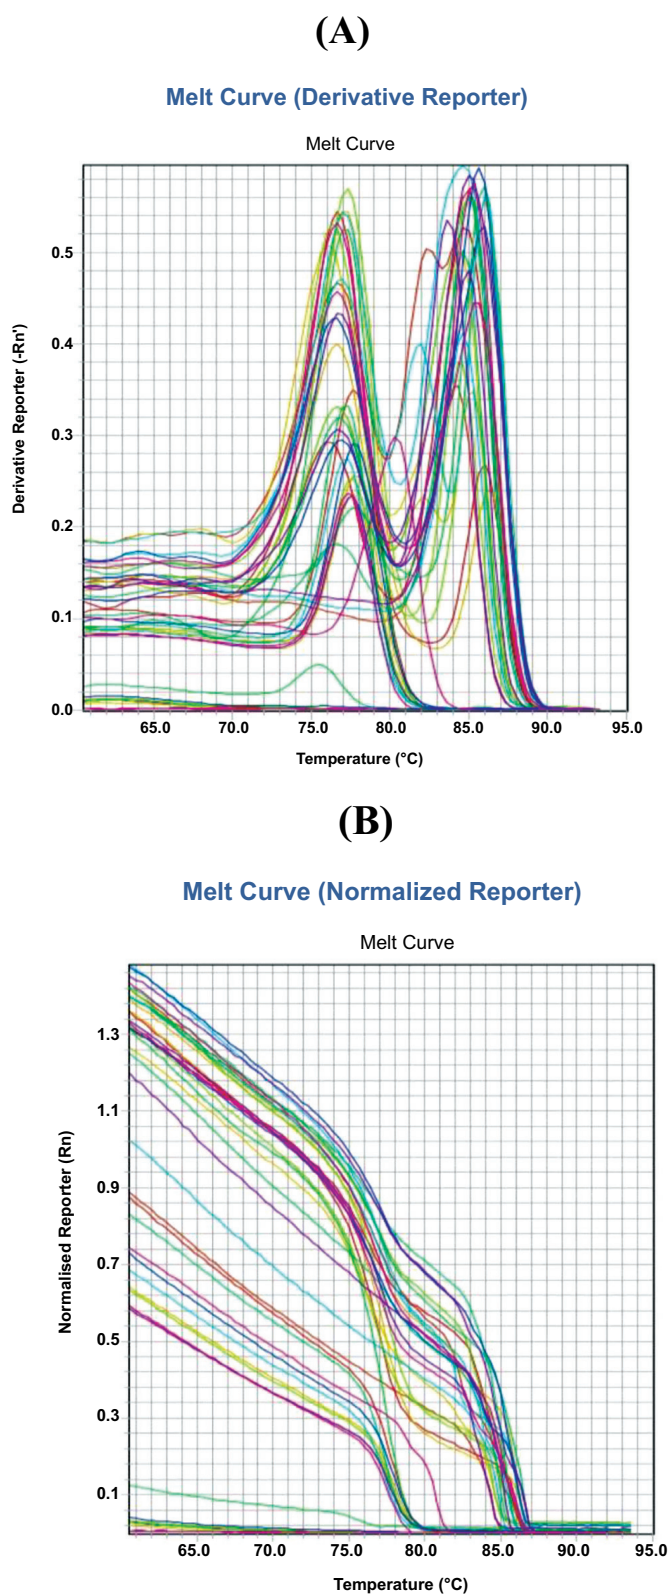 (A)
Melt Curve (Derivative Reporter)
Melt Curve
Derivative Reporter (-Rn')
0.5
0.4
0.3
0.2
0.1
0.0
65.0 70.0 75.0 80.0 85.0 90.0 95.0
Temperature (°C)
(B)
Melt Curve (Normalized Reporter)
Melt Curve
Normalised Reporter (Rn)
1.3
1.1
0.9
0.7
0.5
0.3
0.1
65.0 70.0 75.0 80.0 85.0 90.0 95.0
Temperature (°C)